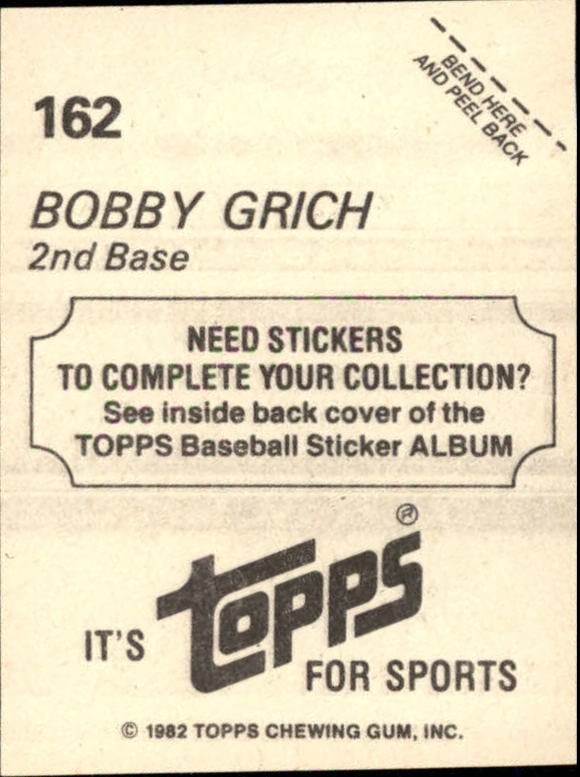 BEND HERE
AND PEEL BACK
162
BOBBY GRICH
2nd Base
NEED STICKERS
TO COMPLETE YOUR COLLECTION?
See inside back cover of the
TOPPS Baseball Sticker ALBUM
®
IT'S topps FOR SPORTS
© 1982 TOPPS CHEWING GUM, INC.